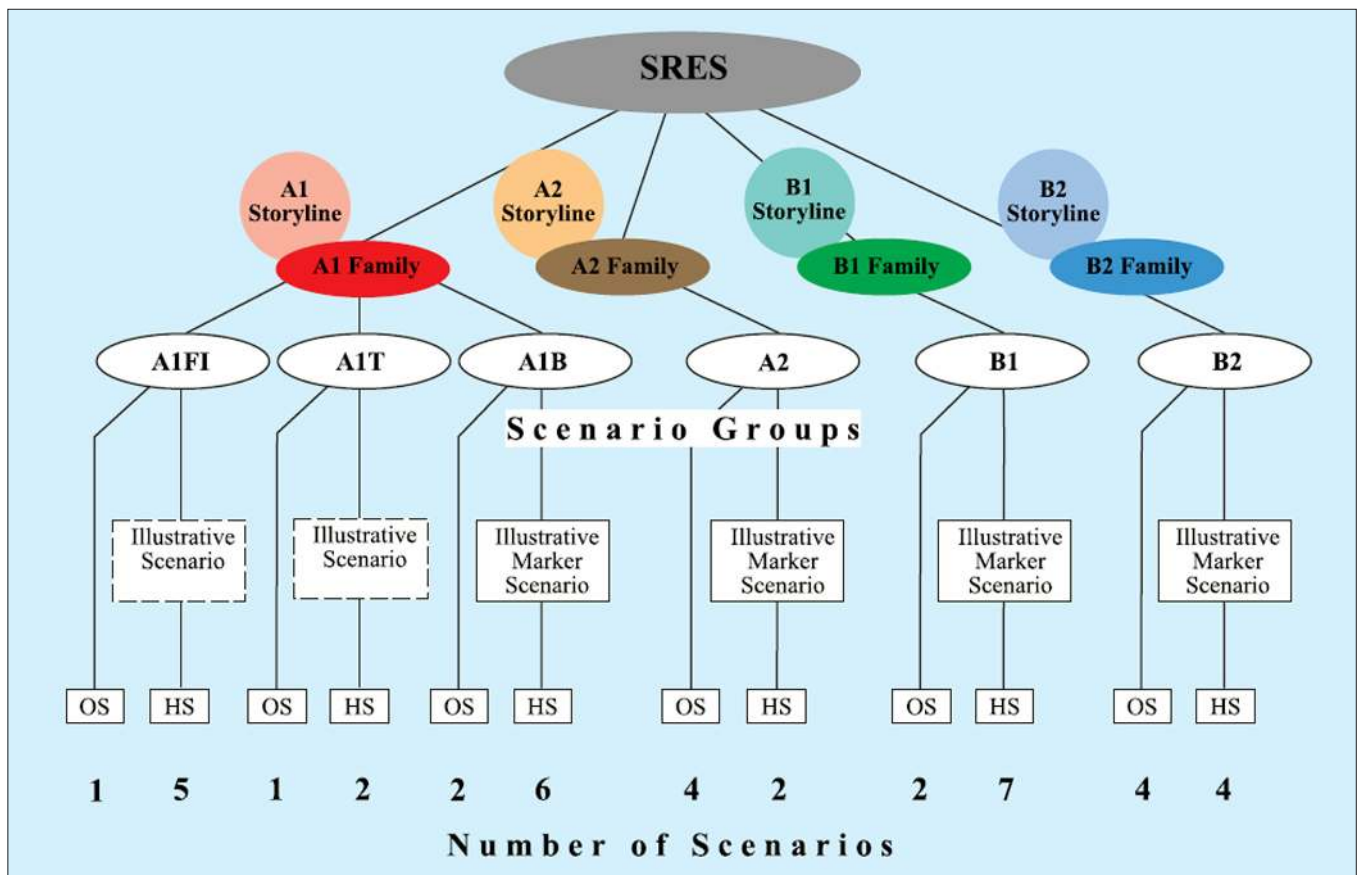 SRES
A1
Storyline
A2
Storyline
B1
Storyline
B2
Storyline
A1 Family
A2 Family
B1 Family
B2 Family
A1FI
A1T
A1B
A2
B1
B2
Scenario Groups
Illustrative
Scenario
Illustrative
Scenario
Illustrative
Marker
Scenario
Illustrative
Marker
Scenario
Illustrative
Marker
Scenario
Illustrative
Marker
Scenario
OS HS OS HS OS HS OS HS OS HS OS HS
1 5 1 2 2 6 4 2 2 7 4 4
Number of Scenarios